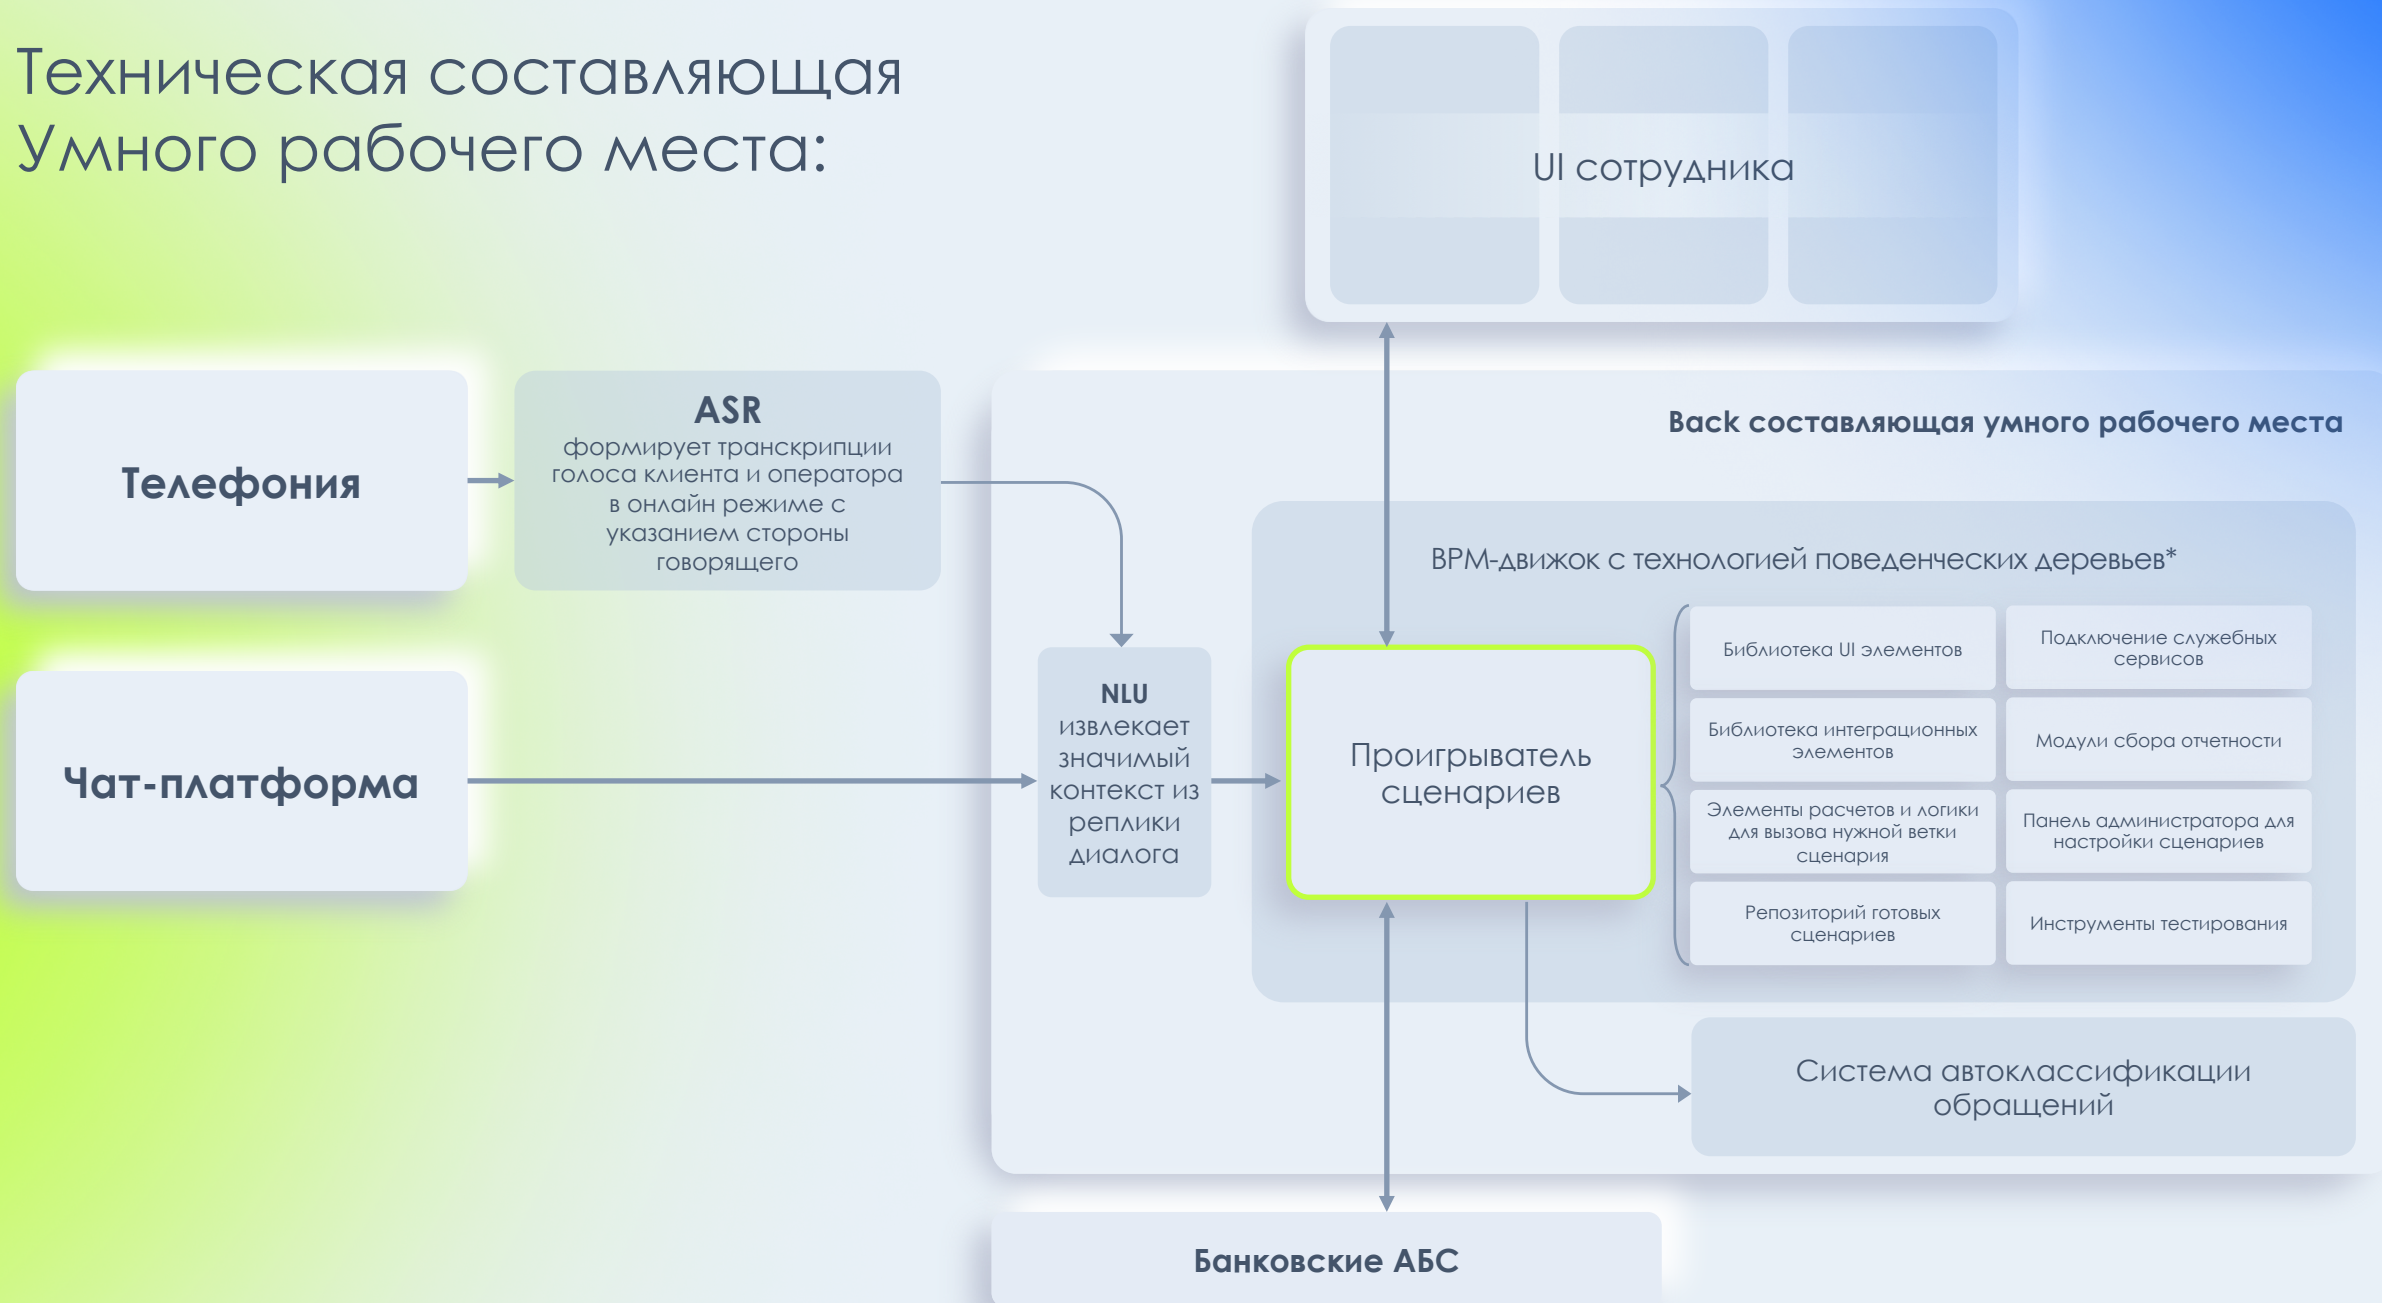 Техническая составляющая
Умного рабочего места:
UI сотрудника
Телефония
ASR
формирует транскрипции
голоса клиента и оператора
в онлайн режиме с
указанием стороны
говорящего
Back составляющая умного рабочего места
BPM-движок с технологией поведенческих деревьев*
Чат-платформа
NLU
извлекает
значимый
контекст из
реплики
диалога
Проигрыватель
сценариев
Библиотека UI элементов
Подключение служебных
сервисов
Библиотека интеграционных
элементов
Модули сбора отчетности
Элементы расчетов и логики
для вызова нужной ветки
сценария
Панель администратора для
настройки сценариев
Репозиторий готовых
сценариев
Инструменты тестирования
Система автоклассификации
обращений
Банковские АБС